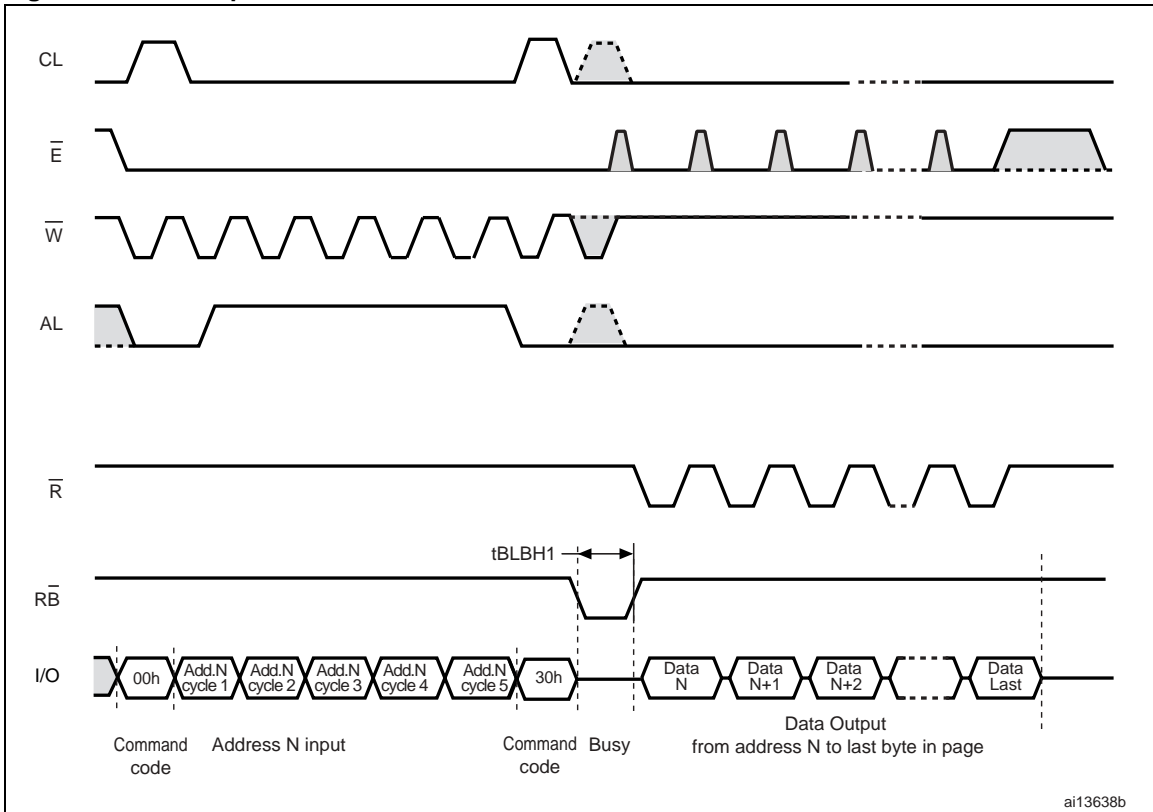 CL
E
W
AL
R
tBLBH1
RB
I/O
00h
Add.N
cycle 1
Add.N
cycle 2
Add.N
cycle 3
Add.N
cycle 4
Add.N
cycle 5
30h
Data
N
Data
N+1
Data
N+2
Data
Last
Command
code
Address N input
Command
code
Busy
Data Output
from address N to last byte in page
ai13638b